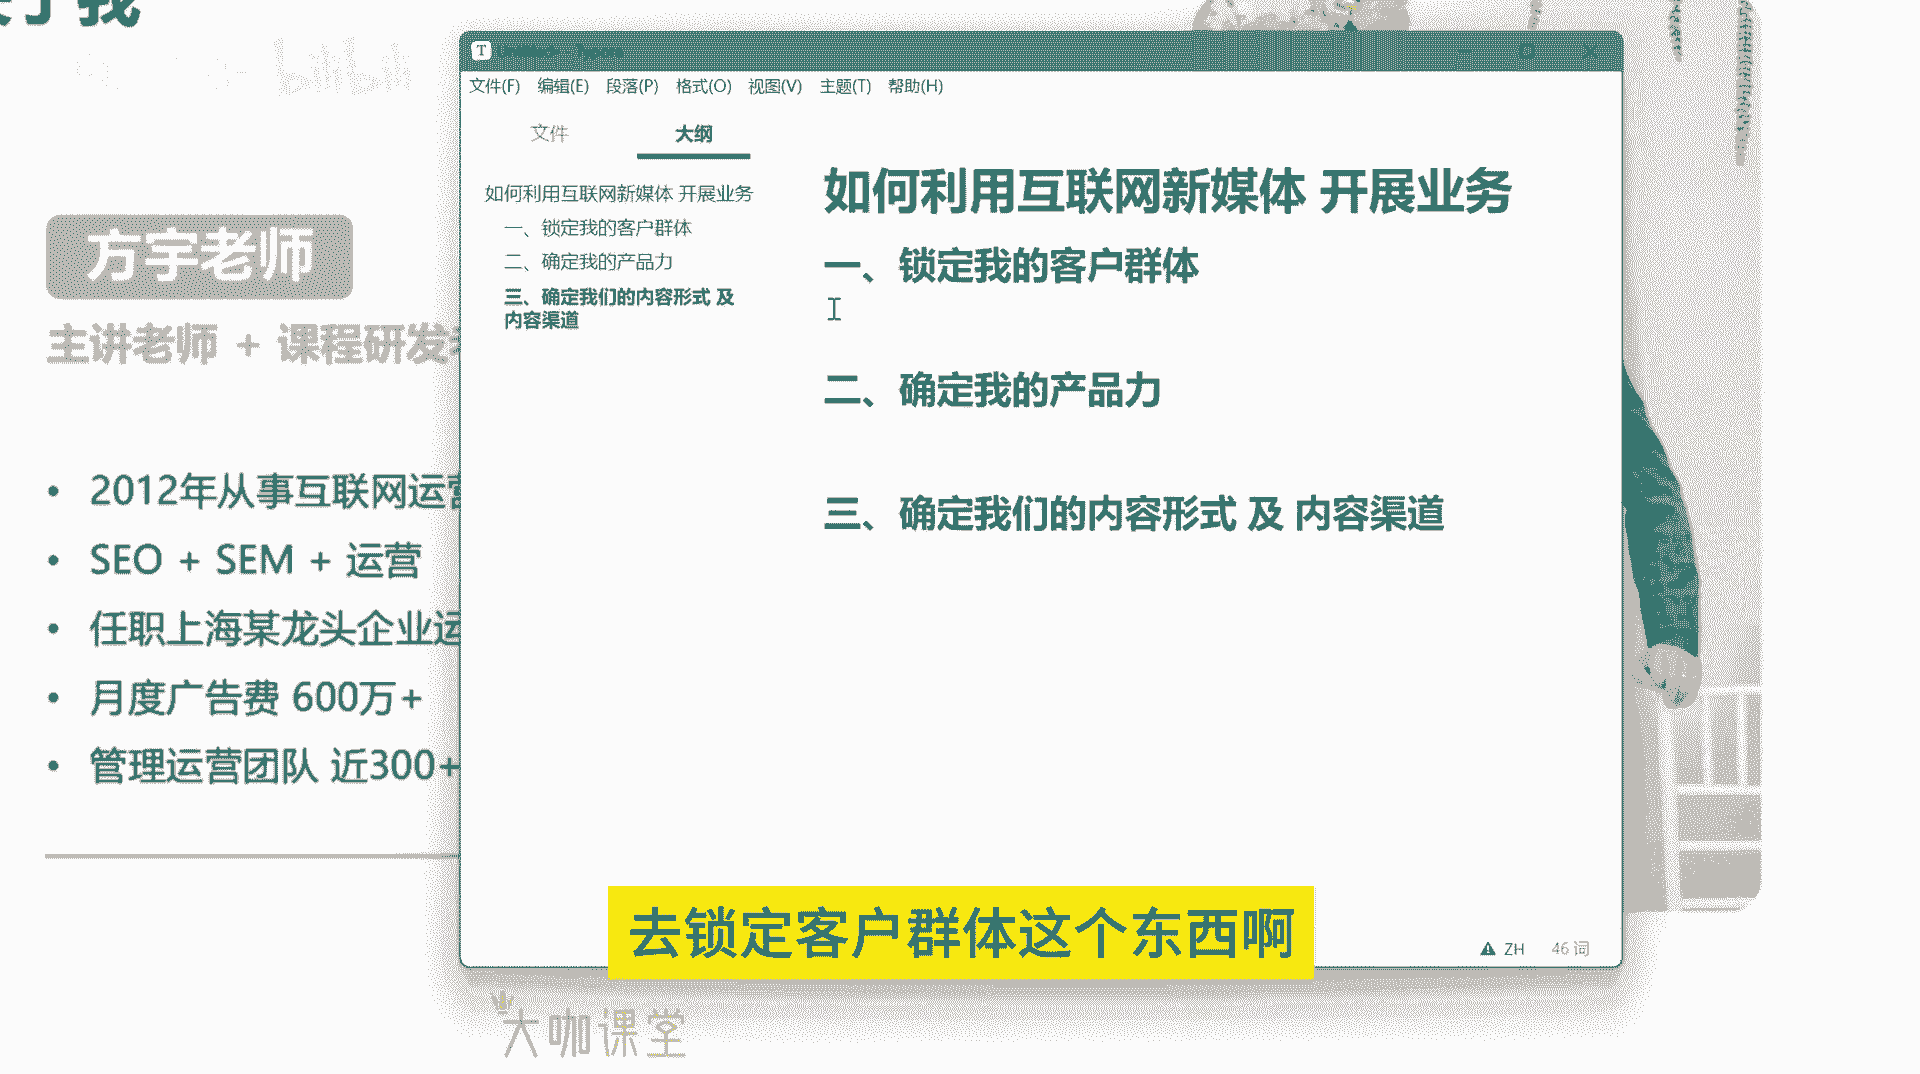 bilibili
方宇老师
主讲老师 + 课程研发
2012年从事互联网运营
SEO + SEM + 运营
任职上海某龙头企业运
月度广告费 600万+
管理运营团队 近300+
T
文件(F) 编辑(E) 段落(P) 格式(O) 视图(V) 主题(T) 帮助(H)
文件 大纲
如何利用互联网新媒体 开展业务
一、锁定我的客户群体
二、确定我的产品力
三、确定我们的内容形式 及
内容渠道
如何利用互联网新媒体 开展业务
一、锁定我的客户群体
二、确定我的产品力
三、确定我们的内容形式 及 内容渠道
去锁定客户群体这个东西啊
ZH 46 词
大咖课堂